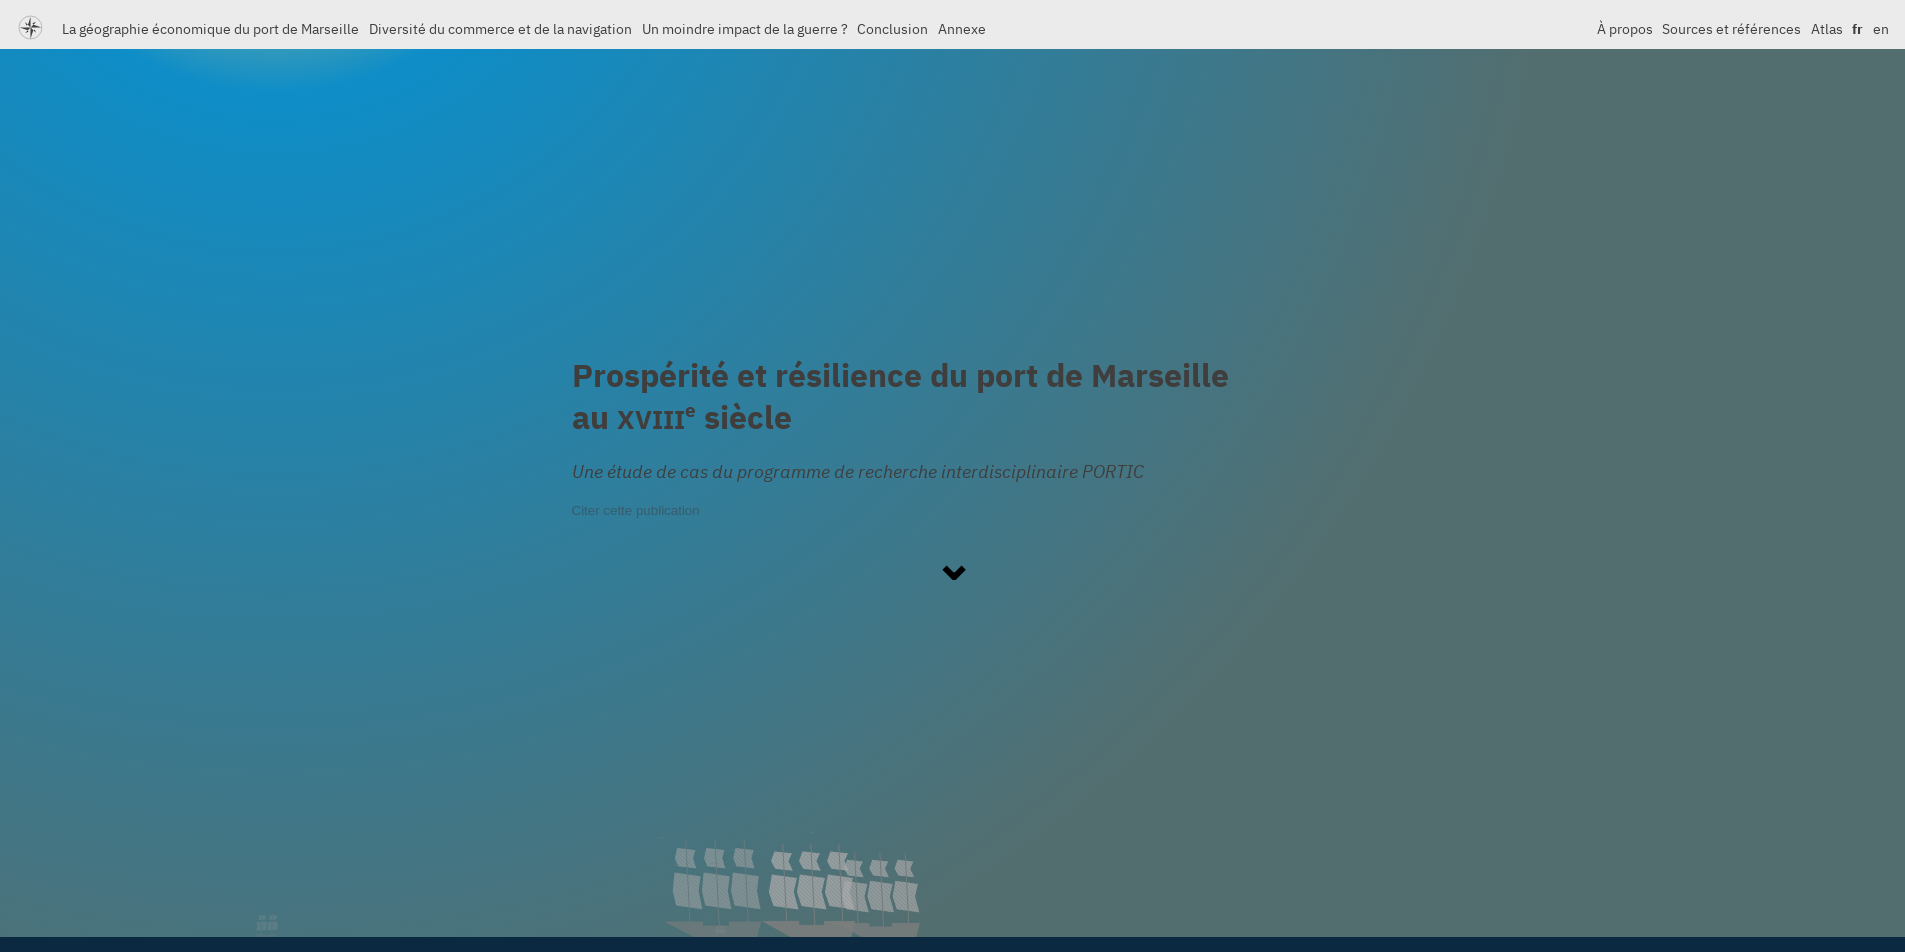 La géographie économique du port de Marseille Diversité du commerce et de la navigation Un moindre impact de la guerre ? Conclusion Annexe À propos Sources et références Atlas fr en
Prospérité et résilience du port de Marseille
au XVIIIe siècle
Une étude de cas du programme de recherche interdisciplinaire PORTIC
Citer cette publication